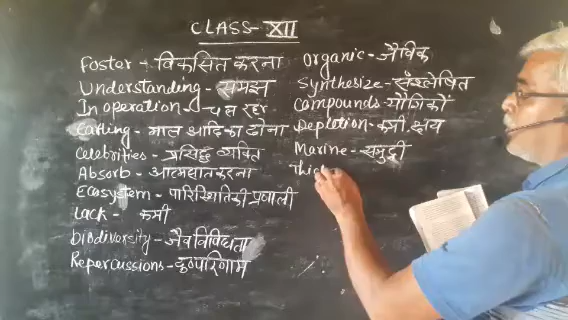 CLASS-XII
Foster - विकसित करना
Understanding - समझ
In operation - चल रहा
Carting - माल आदि का ढोना
Celebrities - प्रसिद्ध व्यक्ति
Absorb - आत्मसात करना
Ecosystem - पारिस्थितिकी प्रणाली
Lack - कमी
biodiversity - जैव विविधता
Repercussions - दुष्परिणाम
Organic - जैविक
Synthesize - संश्लेषित
Compounds - यौगिकों
Depletion - कमी, क्षय
Marine - समुद्री
Thi